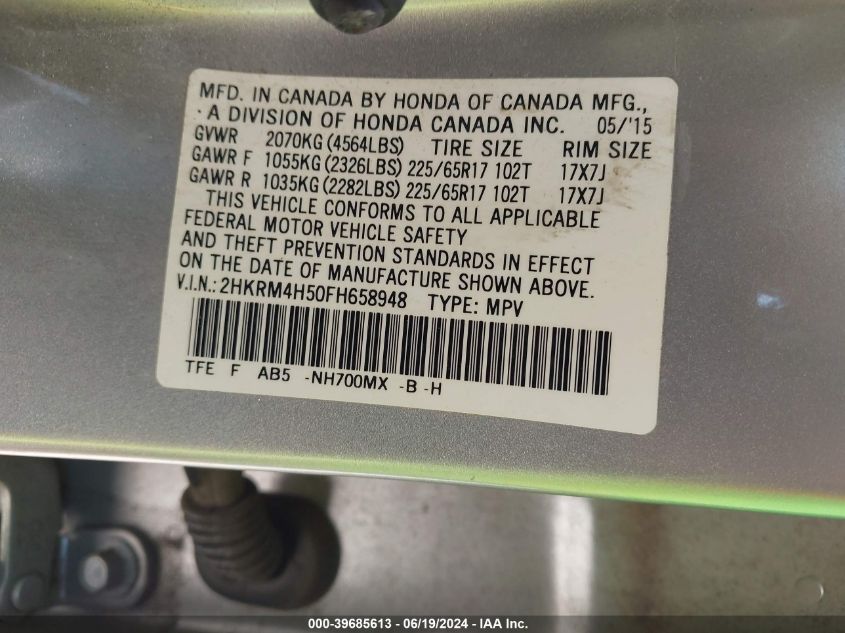 MFD. IN CANADA BY HONDA OF CANADA MFG.,
A DIVISION OF HONDA CANADA INC. 05/'15
GVWR 2070KG (4564LBS) TIRE SIZE RIM SIZE
GAWR F 1055KG (2326LBS) 225/65R17 102T 17X7J
GAWR R 1035KG (2282LBS) 225/65R17 102T 17X7J
THIS VEHICLE CONFORMS TO ALL APPLICABLE
FEDERAL MOTOR VEHICLE SAFETY
AND THEFT PREVENTION STANDARDS IN EFFECT
ON THE DATE OF MANUFACTURE SHOWN ABOVE.
V.I.N.: 2HKRM4H50FH658948 TYPE: MPV
TFE F AB5 -NH700MX -B -H
000-39685613 - 06/19/2024 - IAA Inc.